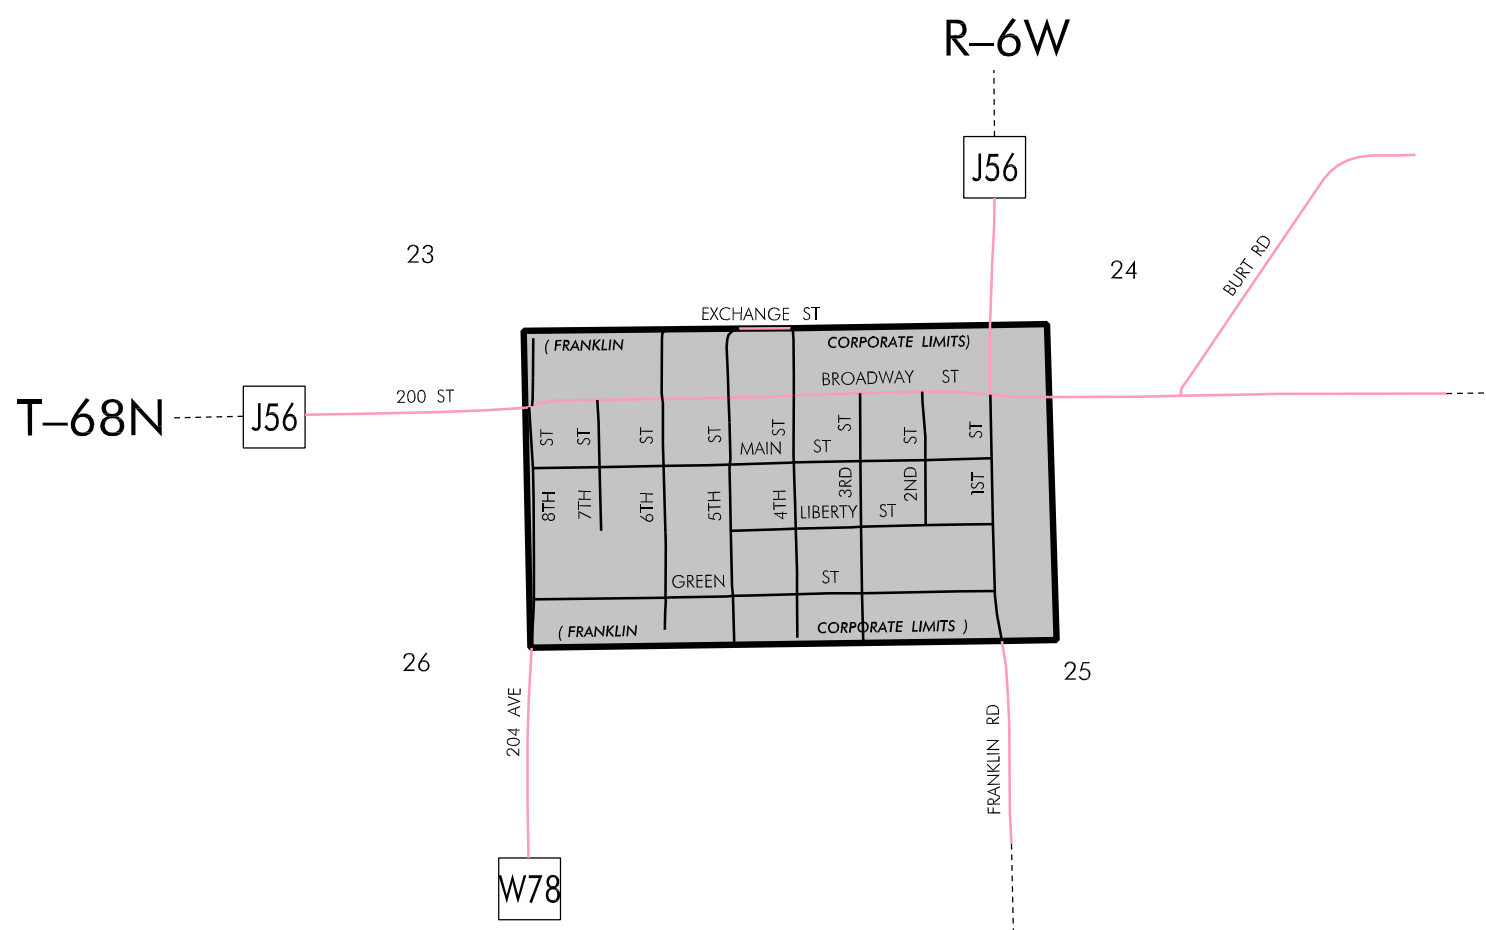 R–6W
J56
23
24
BURT RD
EXCHANGE ST
( FRANKLIN CORPORATE LIMITS)
BROADWAY ST
200 ST
T–68N
J56
8TH ST
7TH ST
6TH ST
5TH ST
4TH ST
3RD ST
2ND ST
1ST ST
MAIN ST
LIBERTY ST
GREEN ST
( FRANKLIN CORPORATE LIMITS )
26
25
204 AVE
FRANKLIN RD
W78